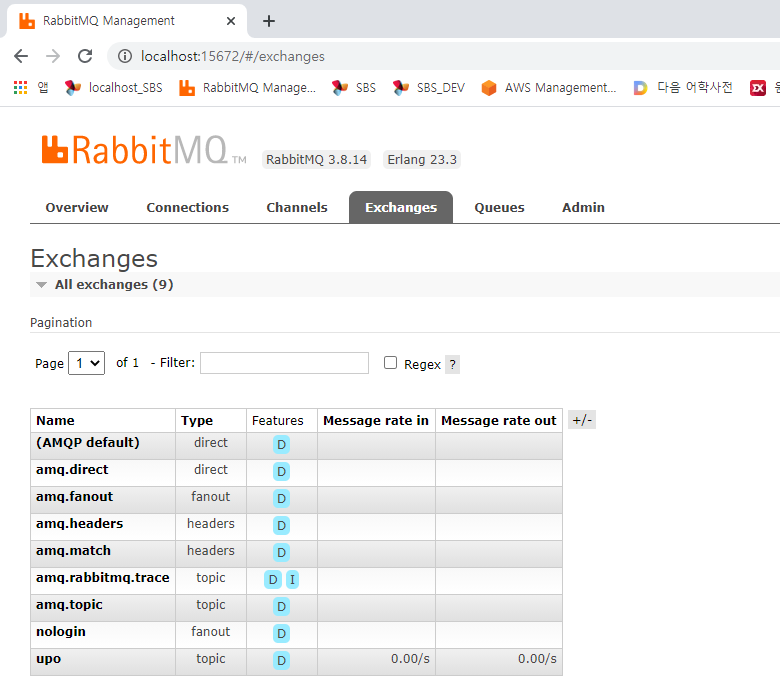 RabbitMQ Management
localhost:15672/#/exchanges
앱 localhost_SBS RabbitMQ Manage... SBS SBS_DEV AWS Management... 다음 어학사전
RabbitMQ TM RabbitMQ 3.8.14 Erlang 23.3
Overview Connections Channels Exchanges Queues Admin
Exchanges
All exchanges (9)
Pagination
Page 1 of 1 - Filter: Regex ?
Name Type Features Message rate in Message rate out +/-
(AMQP default) direct D
amq.direct direct D
amq.fanout fanout D
amq.headers headers D
amq.match headers D
amq.rabbitmq.trace topic D I
amq.topic topic D
nologin fanout D
upo topic D 0.00/s 0.00/s